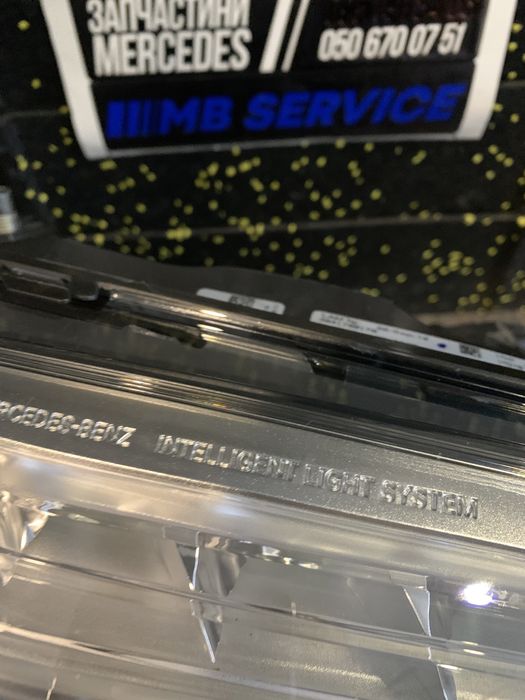 ЗАПЧАСТИНИ
MERCEDES
050 670 07 51
MB SERVICE
RCEDES-BENZ INTELLIGENT LIGHT SYSTEM